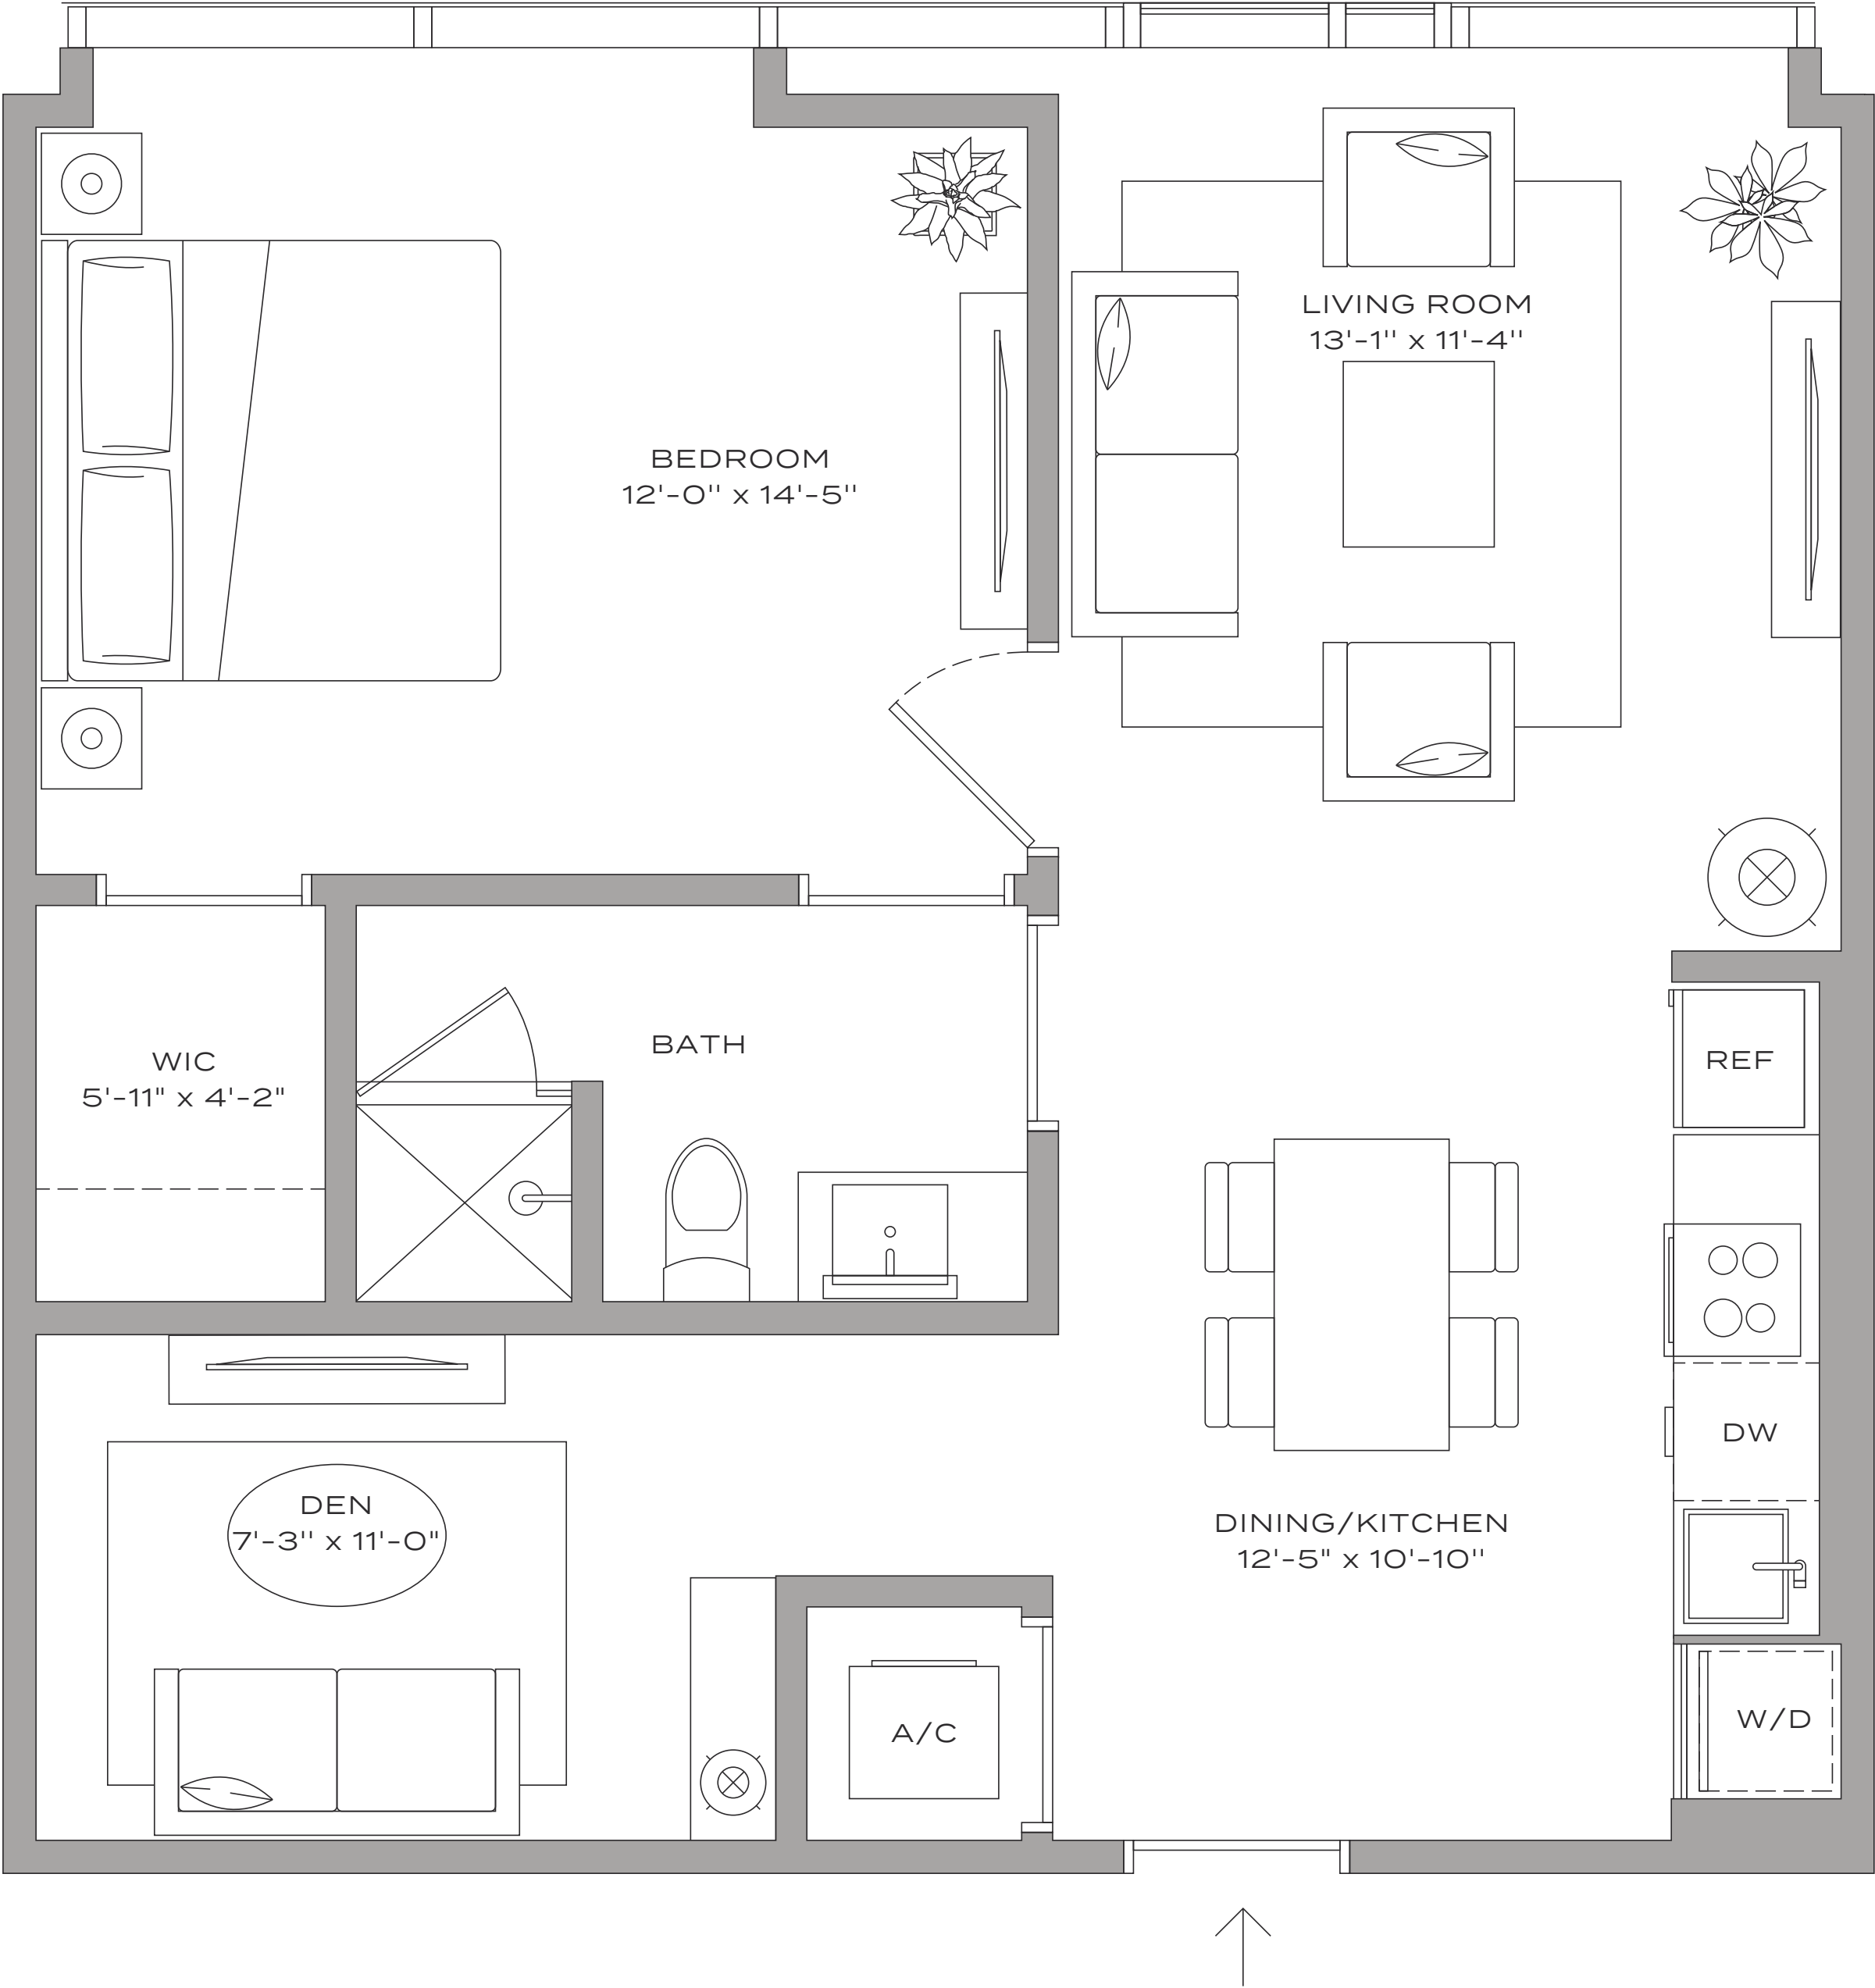 LIVING ROOM
13'-1'' x 11'-4''
BEDROOM
12'-0'' x 14'-5''
BATH
WIC
5'-11" x 4'-2"
REF
DW
DEN
7'-3'' x 11'-0"
DINING/KITCHEN
12'-5" x 10'-10''
A/C
W/D